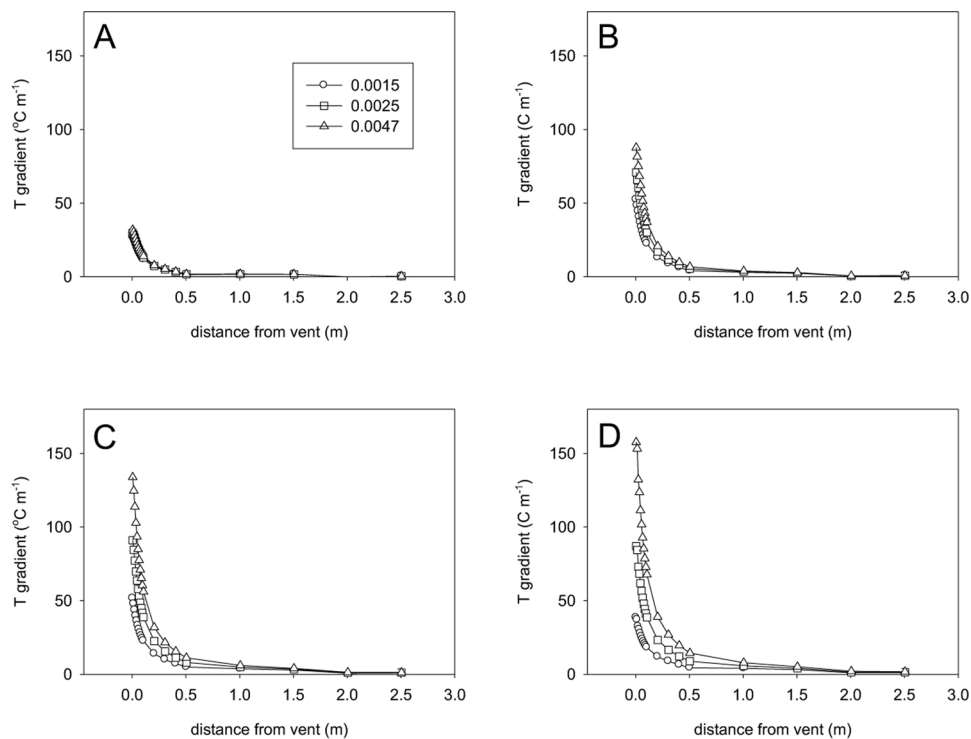 A
0.0015
0.0025
0.0047
T gradient (°C m-1)
150
100
50
0
0.0 0.5 1.0 1.5 2.0 2.5 3.0
distance from vent (m)
B
T gradient (C m-1)
150
100
50
0
0.0 0.5 1.0 1.5 2.0 2.5 3.0
distance from vent (m)
C
T gradient (°C m-1)
150
100
50
0
0.0 0.5 1.0 1.5 2.0 2.5 3.0
distance from vent (m)
D
T gradient (C m-1)
150
100
50
0
0.0 0.5 1.0 1.5 2.0 2.5 3.0
distance from vent (m)